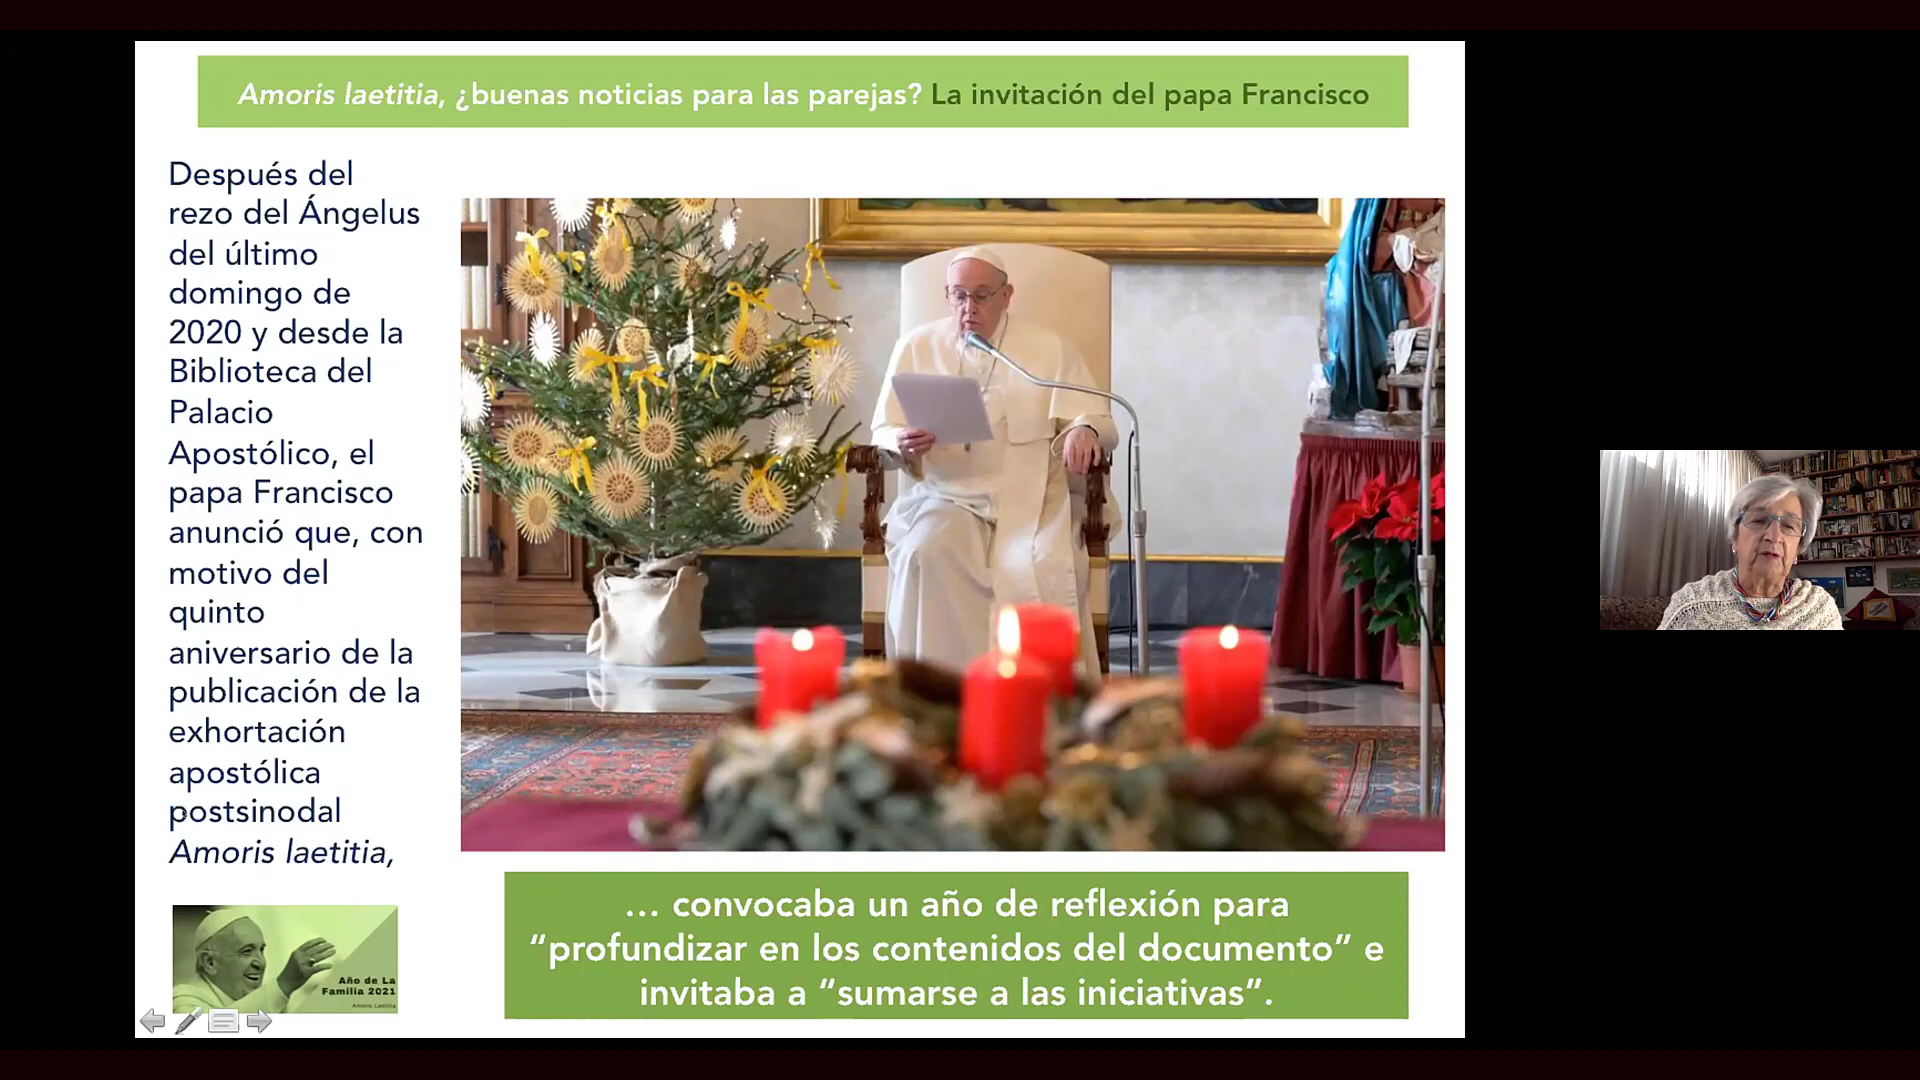 Amoris laetitia, ¿buenas noticias para las parejas? La invitación del papa Francisco
Después del
rezo del Ángelus
del último
domingo de
2020 y desde la
Biblioteca del
Palacio
Apostólico, el
papa Francisco
anunció que, con
motivo del
quinto
aniversario de la
publicación de la
exhortación
apostólica
postsinodal
Amoris laetitia,
Año de La
Familia 2021
Amoris Laetitia
… convocaba un año de reflexión para
“profundizar en los contenidos del documento” e
invitaba a “sumarse a las iniciativas”.